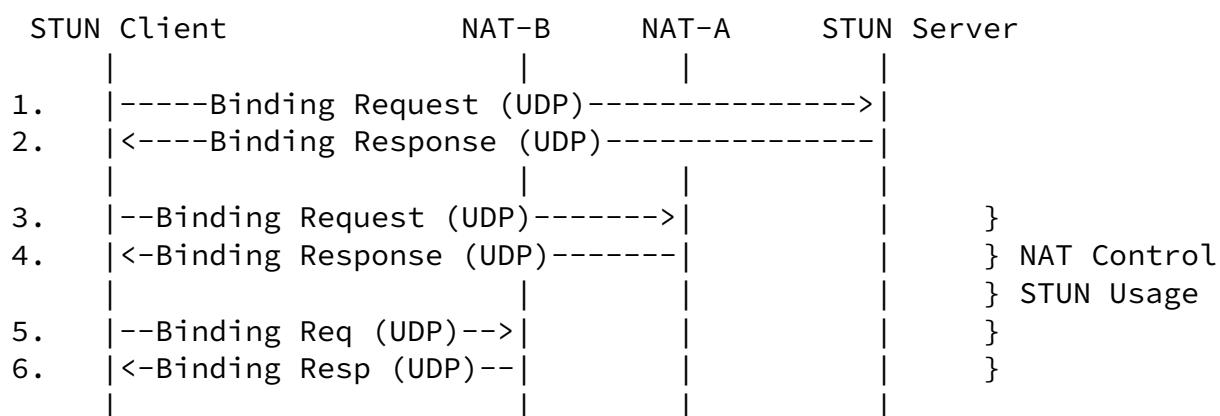 STUN Client                NAT-B     NAT-A     STUN Server
     |                       |         |           |
1.   |-----Binding Request (UDP)--------------->|
2.   |<----Binding Response (UDP)---------------|
     |                       |         |           |
3.   |--Binding Request (UDP)------->|           |     }
4.   |<-Binding Response (UDP)-------|           |     } NAT Control
     |                       |         |           |     } STUN Usage
5.   |--Binding Req (UDP)-->|         |           |     }
6.   |<-Binding Resp (UDP)--|         |           |     }
     |                       |         |           |